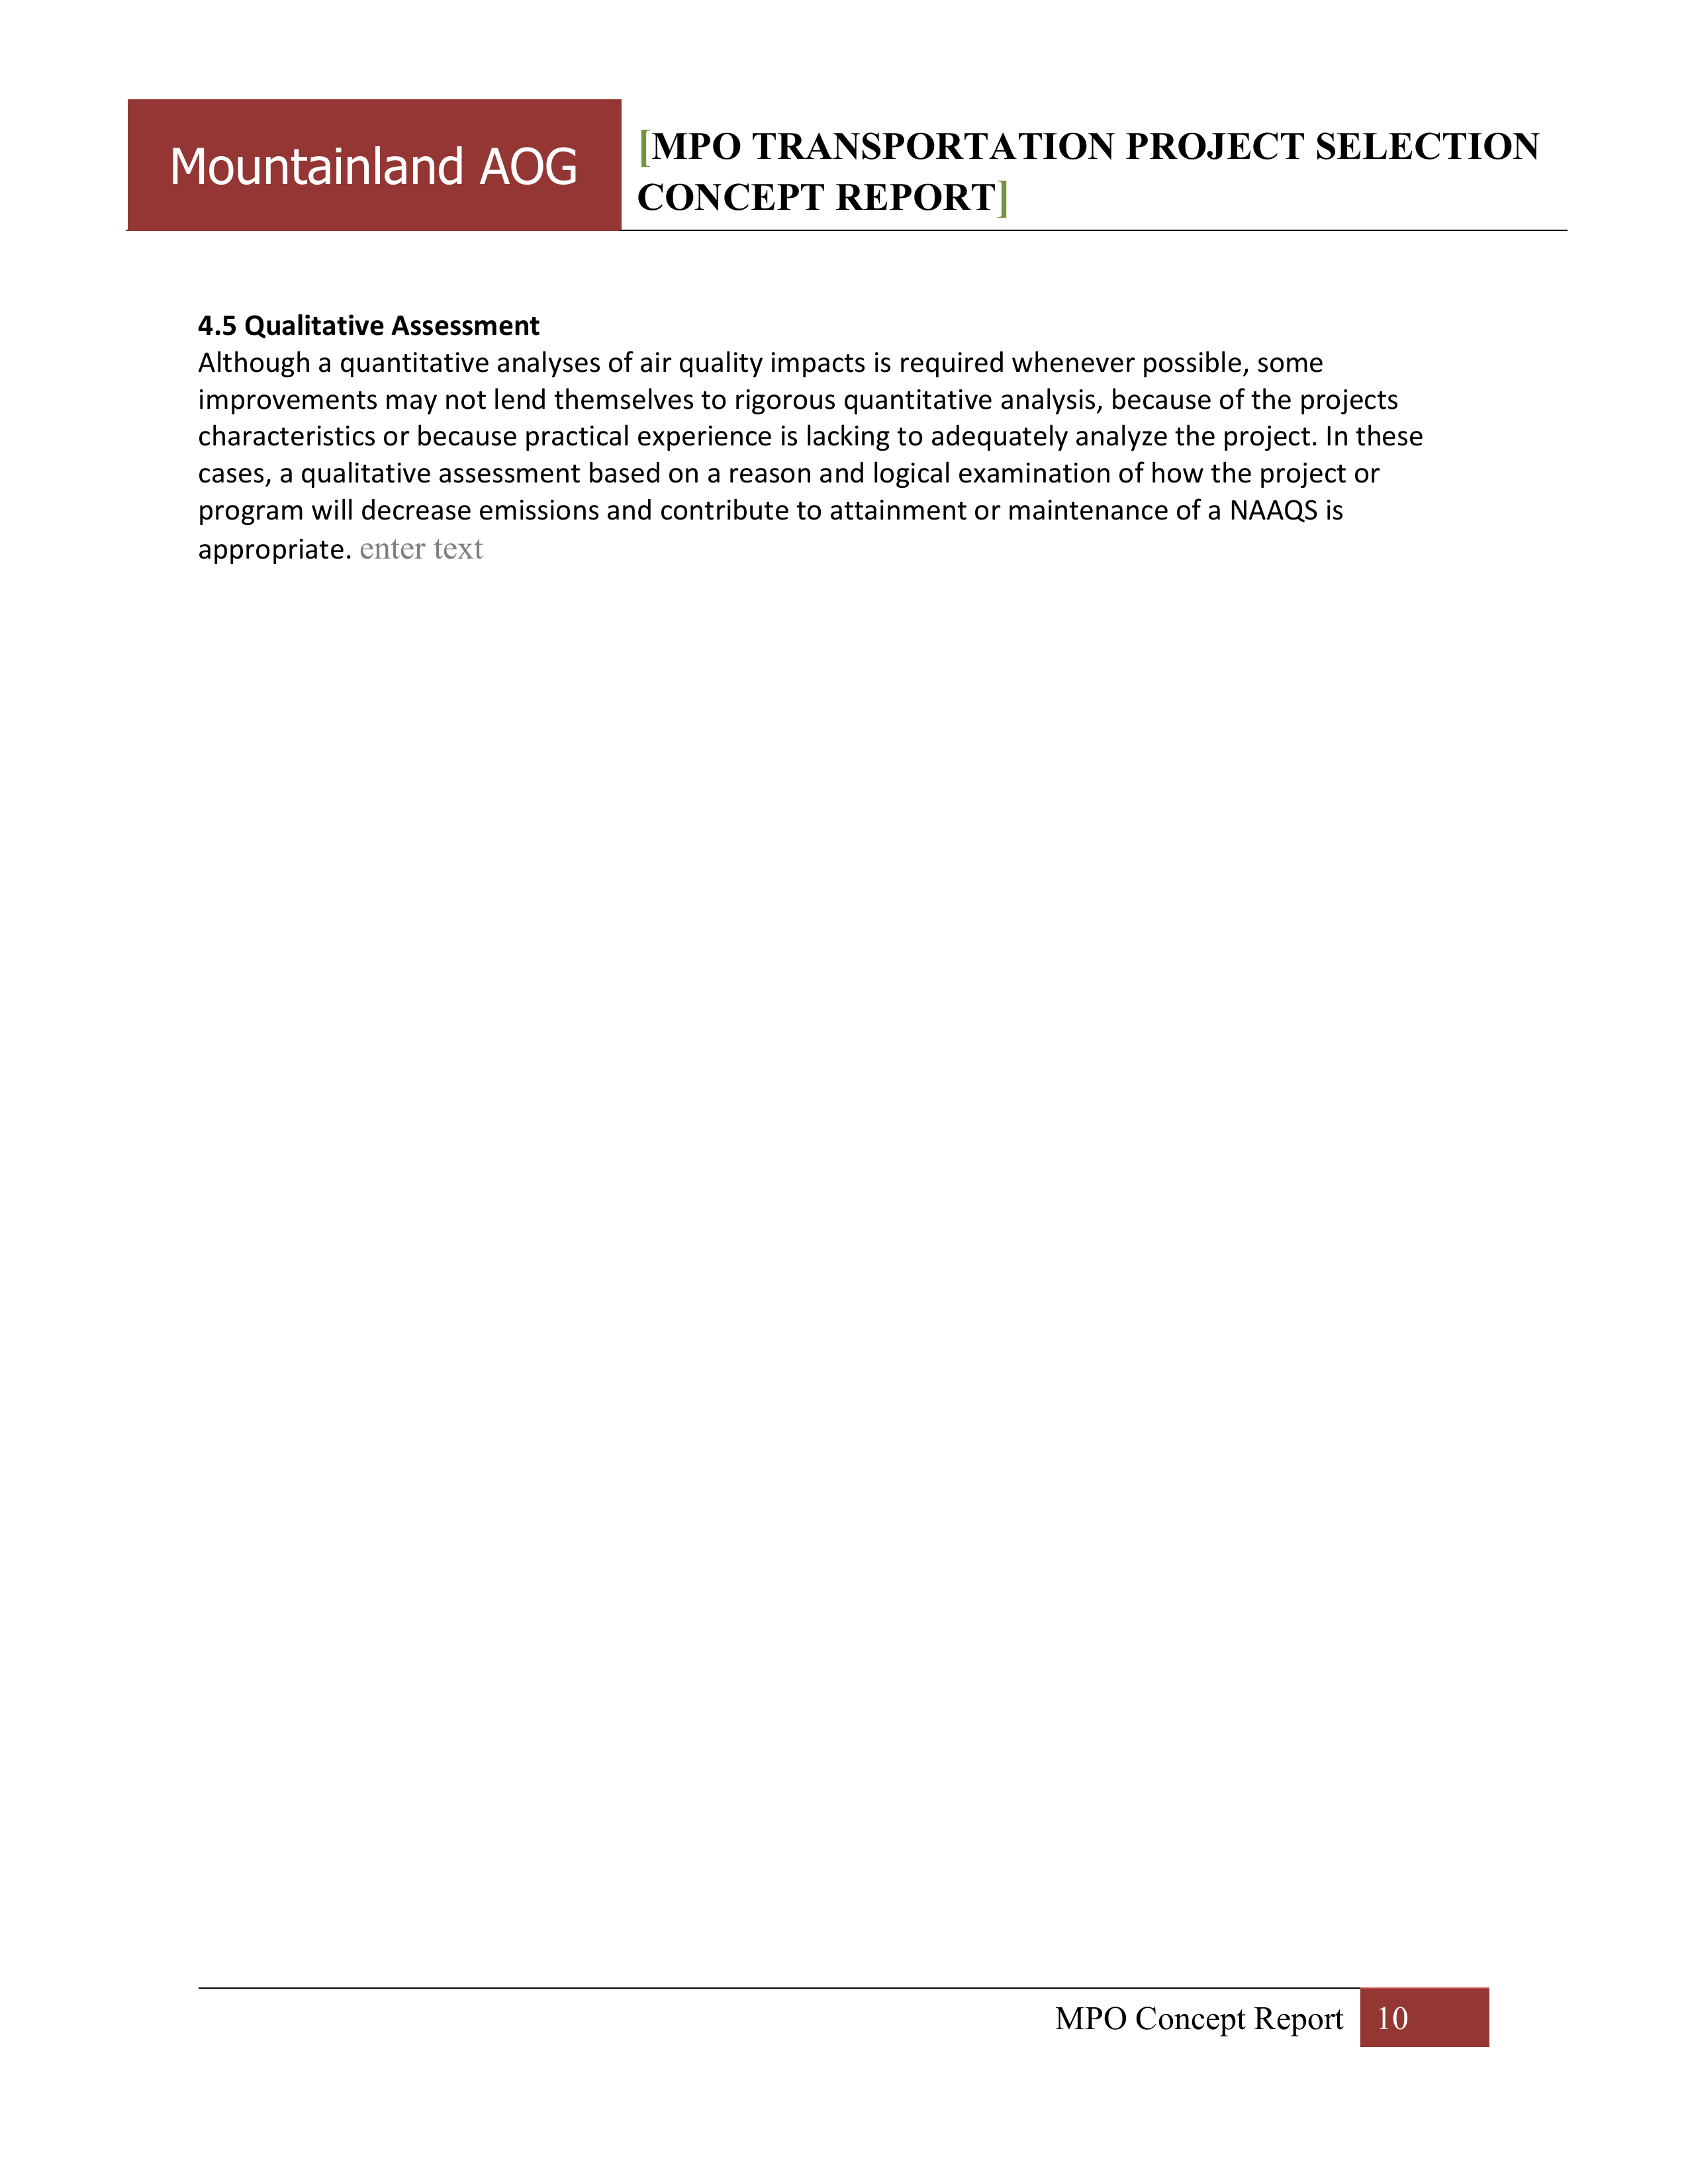 Mountainland AOG
[MPO TRANSPORTATION PROJECT SELECTION
CONCEPT REPORT]
4.5 Qualitative Assessment
Although a quantitative analyses of air quality impacts is required whenever possible, some
improvements may not lend themselves to rigorous quantitative analysis, because of the projects
characteristics or because practical experience is lacking to adequately analyze the project. In these
cases, a qualitative assessment based on a reason and logical examination of how the project or
program will decrease emissions and contribute to attainment or maintenance of a NAAQS is
appropriate. enter text
MPO Concept Report 10